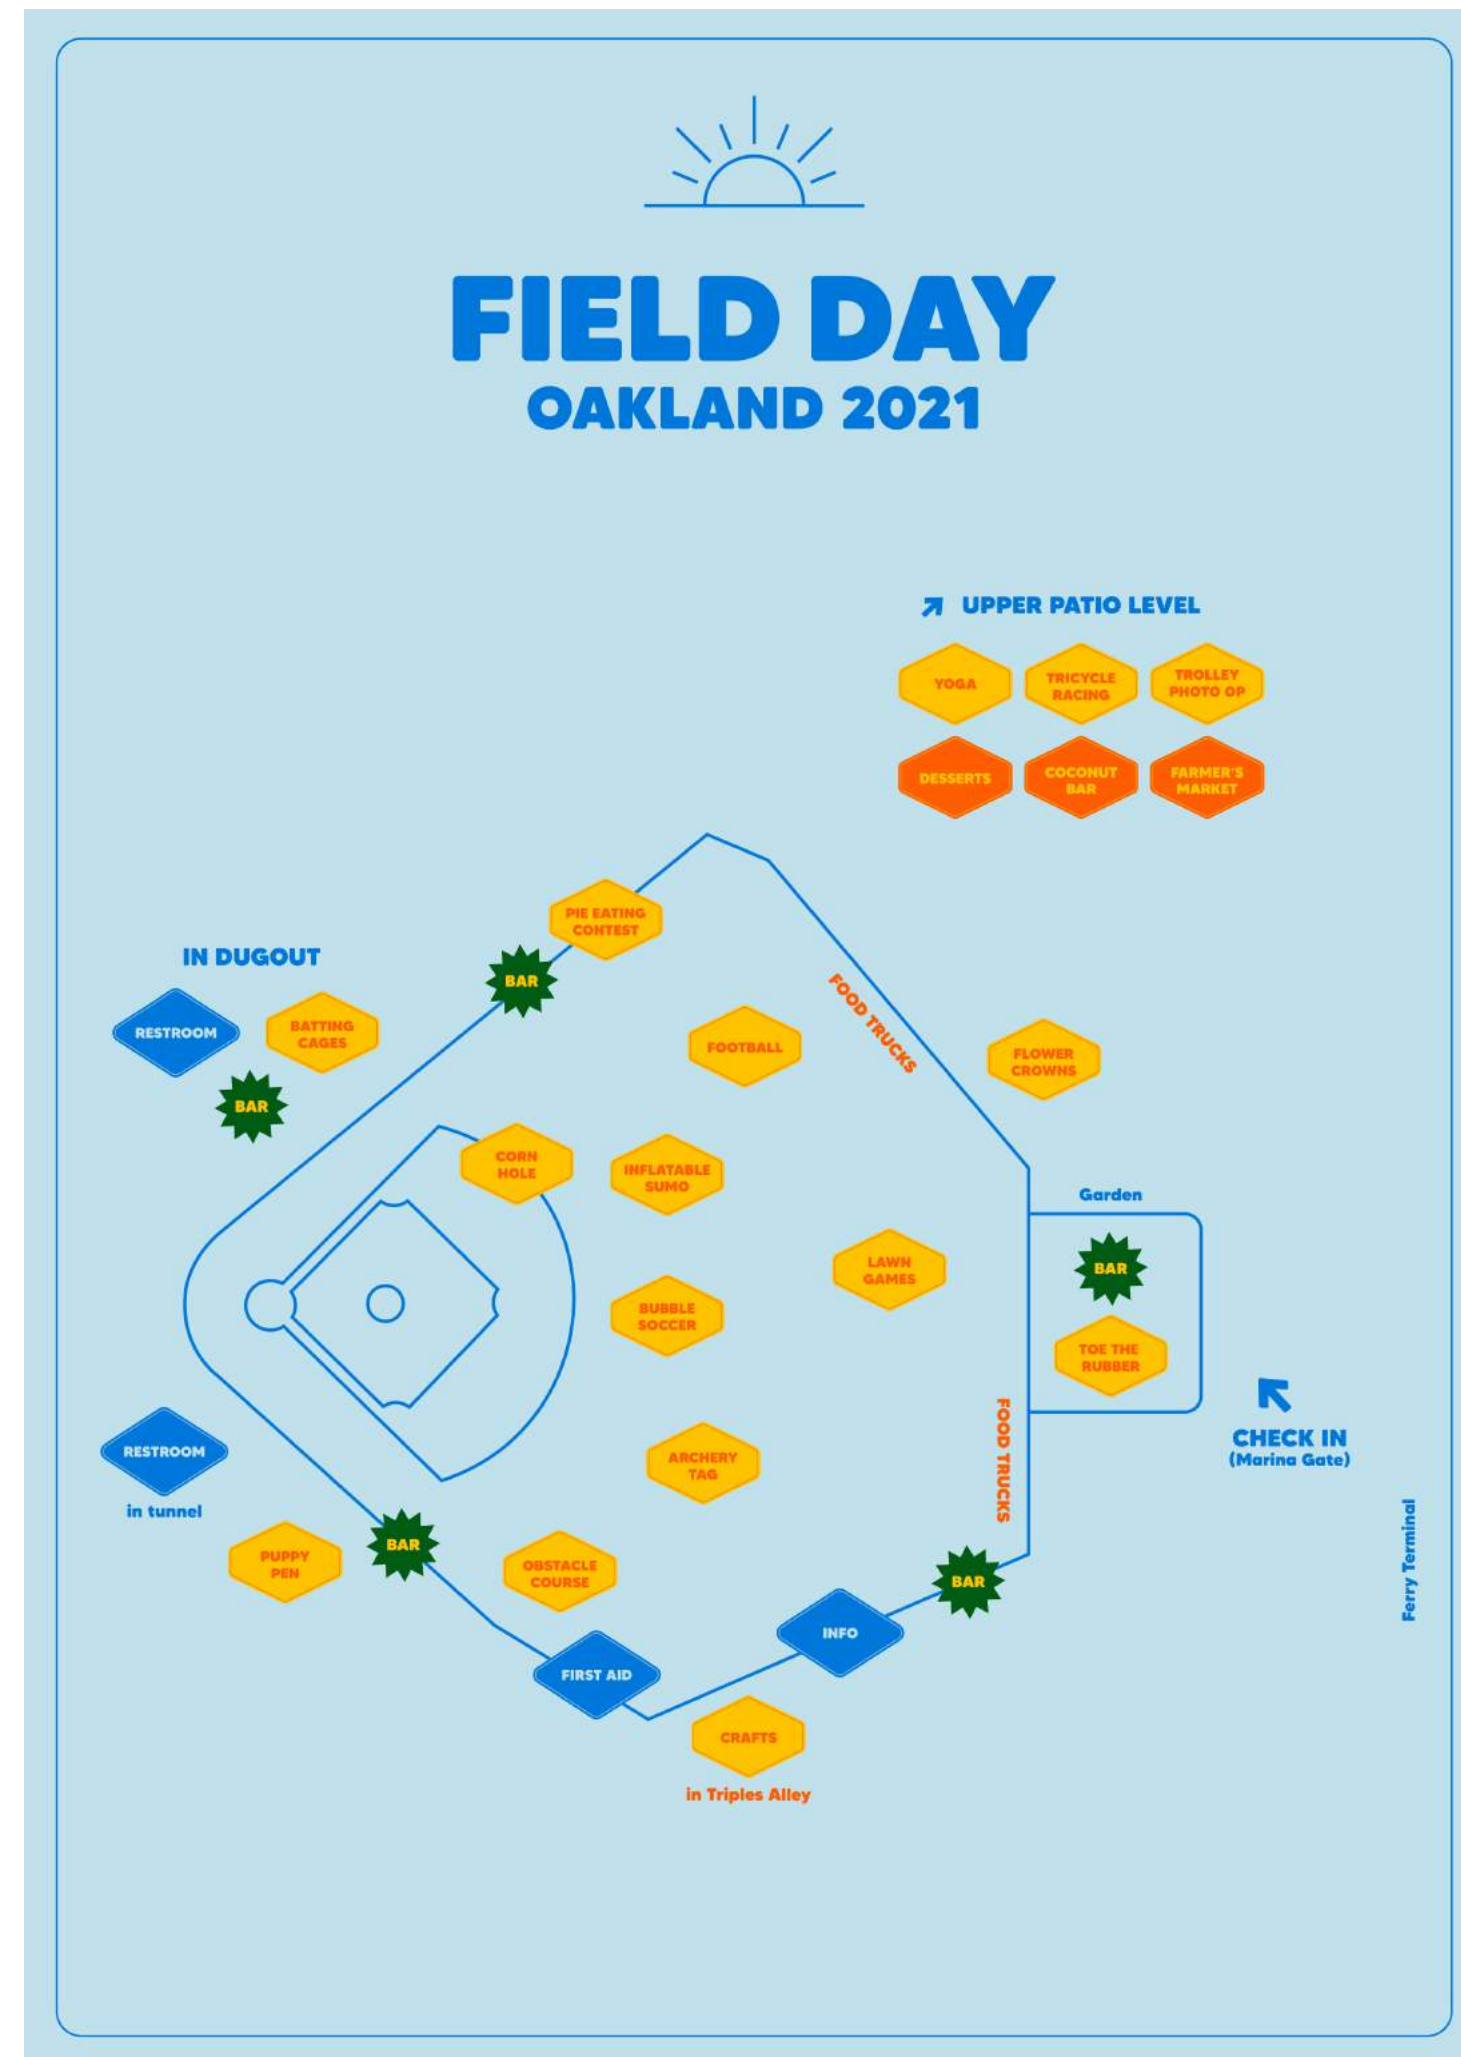 FIELD DAY
OAKLAND 2021
UPPER PATIO LEVEL
YOGA
TRICYCLE
RACING
TROLLEY
PHOTO OP
DESSERTS
COCONUT
BAR
FARMER'S
MARKET
PIE EATING
CONTEST
BAR
IN DUGOUT
RESTROOM
BATTING
CAGES
BAR
FOOTBALL
FOOD TRUCKS
FLOWER
CROWNS
CORN
HOLE
INFLATABLE
SUMO
Garden
BAR
LAWN
GAMES
BUBBLE
SOCCER
TOE THE
RUBBER
CHECK IN
(Marina Gate)
FOOD TRUCKS
RESTROOM
in tunnel
ARCHERY
TAG
Ferry Terminal
PUPPY
PEN
BAR
OBSTACLE
COURSE
BAR
INFO
FIRST AID
CRAFTS
in Triples Alley